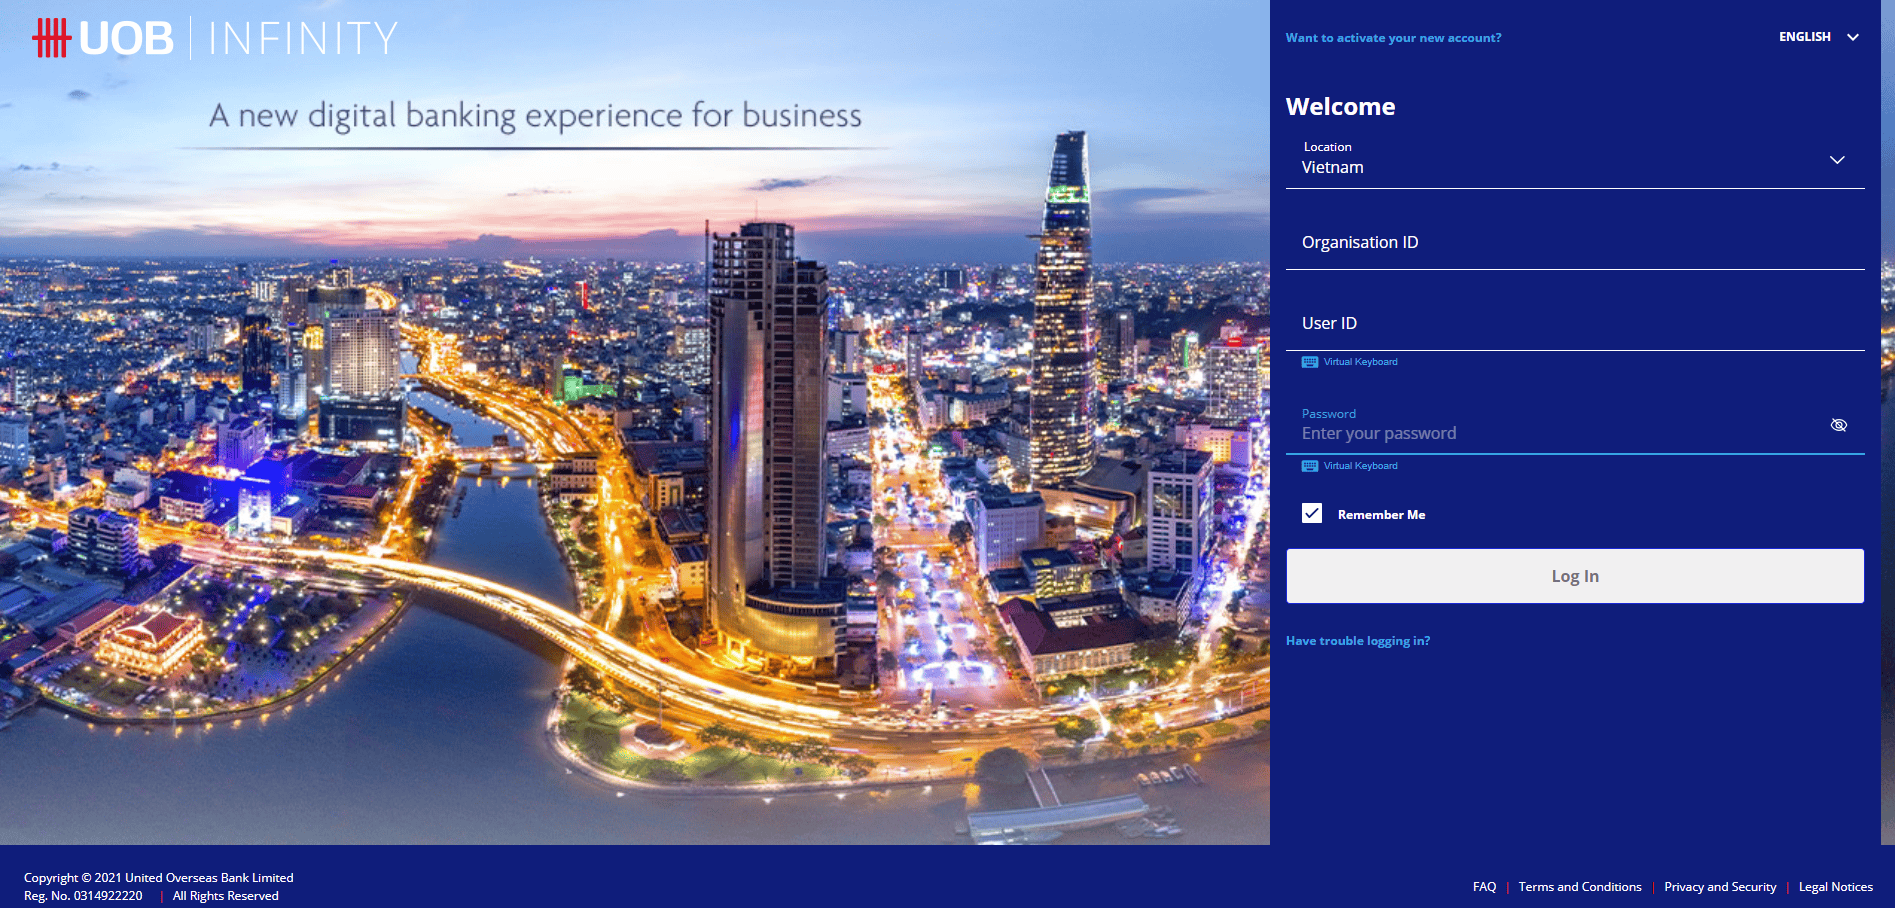 UOB | INFINITY
A new digital banking experience for business
Want to activate your new account?
ENGLISH
Welcome
Location
Vietnam
Organisation ID
User ID
Virtual Keyboard
Password
Enter your password
Virtual Keyboard
Remember Me
Log In
Have trouble logging in?
Copyright © 2021 United Overseas Bank Limited
Reg. No. 0314922220 | All Rights Reserved
FAQ | Terms and Conditions | Privacy and Security | Legal Notices